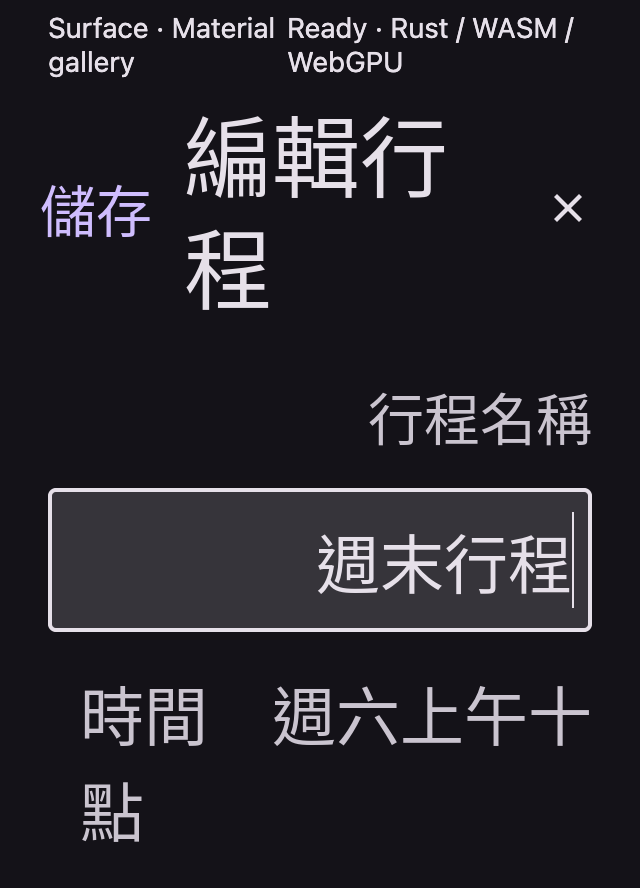 Surface · Material gallery
Ready · Rust / WASM / WebGPU
儲存
編輯行
程
×
行程名稱
週末行程
時間 週六上午十
點